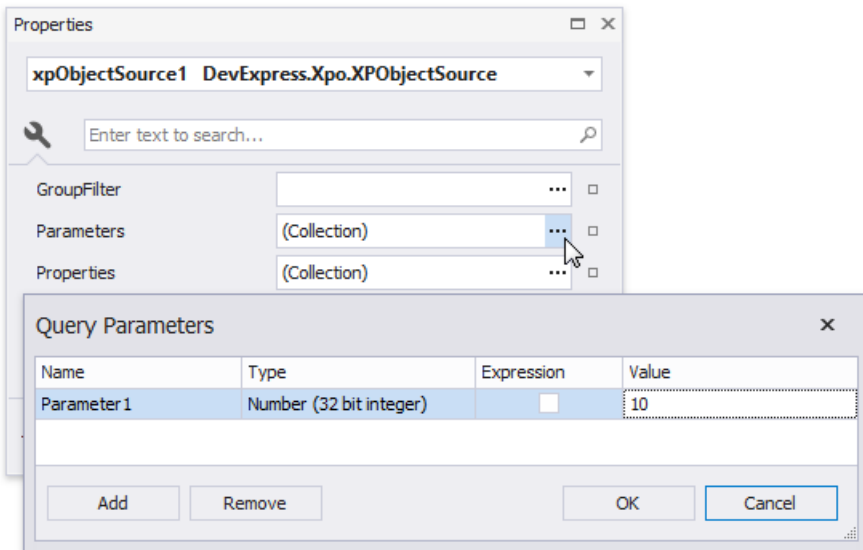 Properties
xpObjectSource1 DevExpress.Xpo.XPObjectSource
Enter text to search...
GroupFilter ...
Parameters (Collection) ...
Properties (Collection) ...
Query Parameters
Name Type Expression Value
Parameter1 Number (32 bit integer) 10
Add Remove OK Cancel